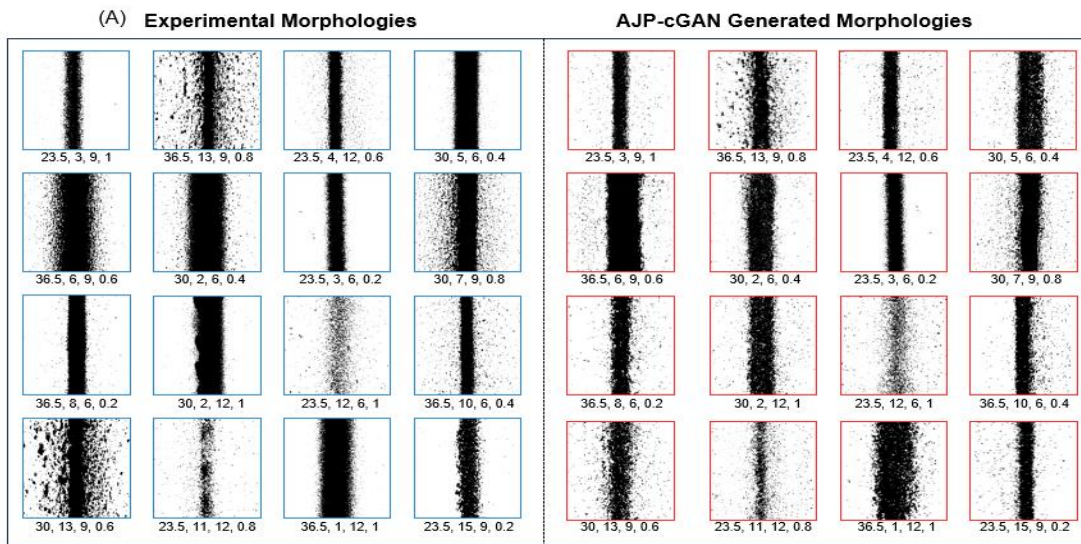 (A) Experimental Morphologies AJP-cGAN Generated Morphologies
23.5, 3, 9, 1 36.5, 13, 9, 0.8 23.5, 4, 12, 0.6 30, 5, 6, 0.4 23.5, 3, 9, 1 36.5, 13, 9, 0.8 23.5, 4, 12, 0.6 30, 5, 6, 0.4
36.5, 6, 9, 0.6 30, 2, 6, 0.4 23.5, 3, 6, 0.2 30, 7, 9, 0.8 36.5, 6, 9, 0.6 30, 2, 6, 0.4 23.5, 3, 6, 0.2 30, 7, 9, 0.8
36.5, 8, 6, 0.2 30, 2, 12, 1 23.5, 12, 6, 1 36.5, 10, 6, 0.4 36.5, 8, 6, 0.2 30, 2, 12, 1 23.5, 12, 6, 1 36.5, 10, 6, 0.4
30, 13, 9, 0.6 23.5, 11, 12, 0.8 36.5, 1, 12, 1 23.5, 15, 9, 0.2 30, 13, 9, 0.6 23.5, 11, 12, 0.8 36.5, 1, 12, 1 23.5, 15, 9, 0.2